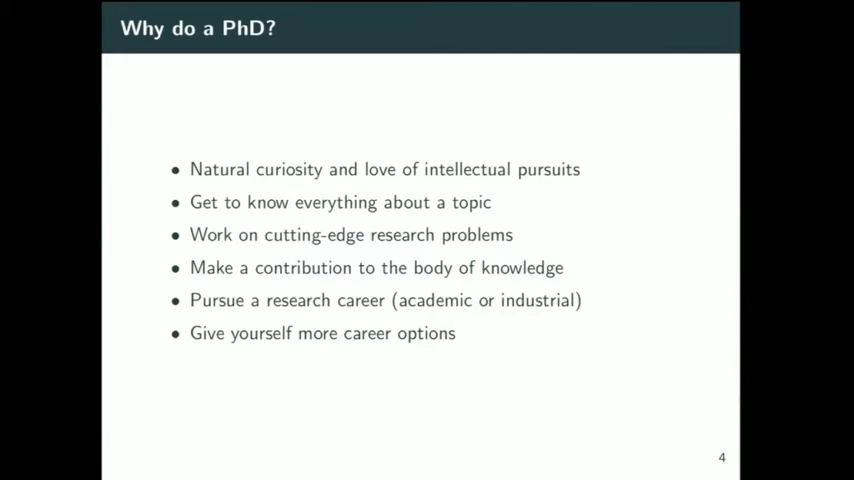 Why do a PhD?
• Natural curiosity and love of intellectual pursuits
• Get to know everything about a topic
• Work on cutting-edge research problems
• Make a contribution to the body of knowledge
• Pursue a research career (academic or industrial)
• Give yourself more career options
4